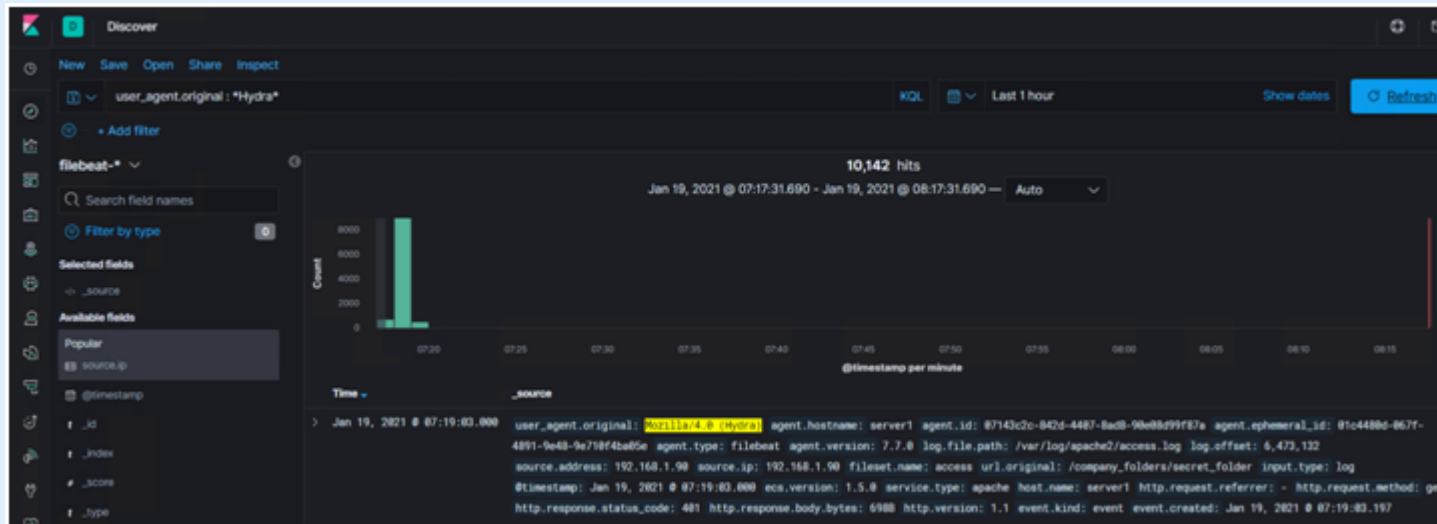 D Discover
New Save Open Share Inspect
user_agent.original : *Hydra* KQL Last 1 hour Show dates Refresh
+ Add filter
filebeat-*
10,142 hits
Jan 19, 2021 @ 07:17:31.690 - Jan 19, 2021 @ 08:17:31.690 — Auto
Search field names
Filter by type 0
Selected fields
</> _source
Available fields
Popular
source.ip
@timestamp
t _id
t _index
# _score
t _type
Count
8000
6000
4000
2000
0
07:20 07:25 07:30 07:35 07:40 07:45 07:50 07:55 08:00 08:05 08:10 08:15
@timestamp per minute
Time _source
> Jan 19, 2021 @ 07:19:03.000 user_agent.original: Mozilla/4.0 (Hydra) agent.hostname: server1 agent.id: 07143c2c-842d-4407-8ad8-90e08d99f87a agent.ephemeral_id: 01c4480d-067f-
4891-9e48-9e710f4ba05e agent.type: filebeat agent.version: 7.7.0 log.file.path: /var/log/apache2/access.log log.offset: 6,473,132
source.address: 192.168.1.90 source.ip: 192.168.1.90 fileset.name: access url.original: /company_folders/secret_folder input.type: log
@timestamp: Jan 19, 2021 @ 07:19:03.000 ecs.version: 1.5.0 service.type: apache host.name: server1 http.request.referrer: - http.request.method: ge
http.response.status_code: 401 http.response.body.bytes: 6988 http.version: 1.1 event.kind: event event.created: Jan 19, 2021 @ 07:19:03.197